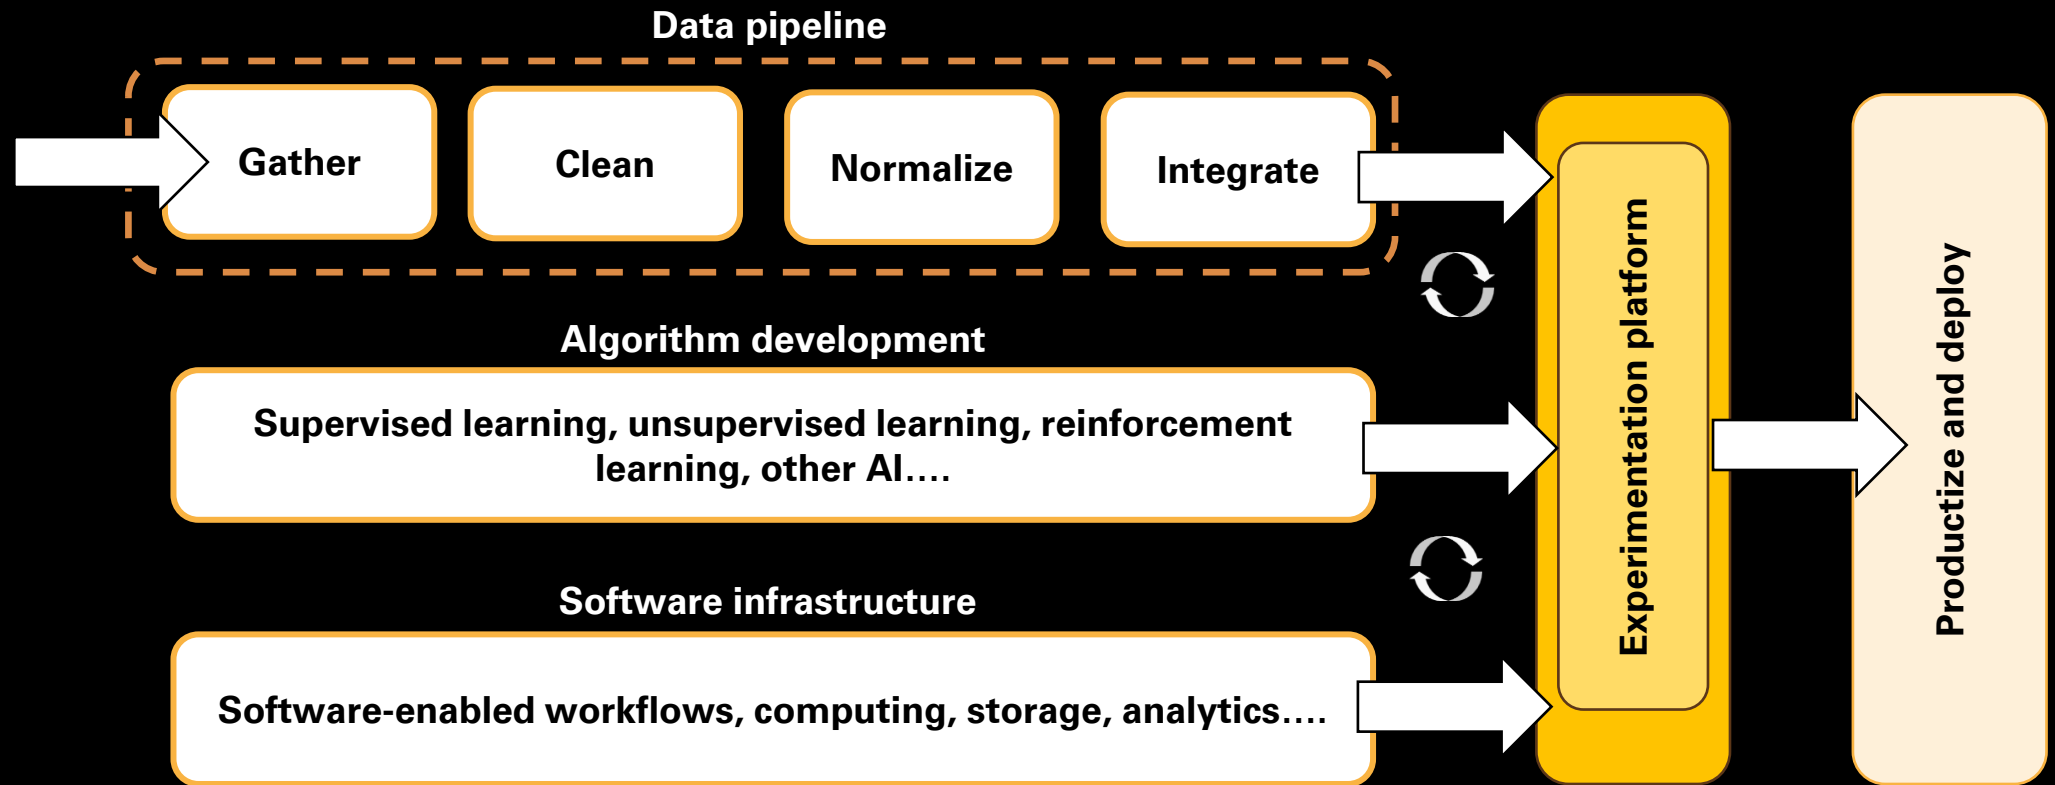 Data pipeline
Gather
Clean
Normalize
Integrate
Algorithm development
Supervised learning, unsupervised learning, reinforcement
learning, other AI....
Software infrastructure
Software-enabled workflows, computing, storage, analytics....
Experimentation platform
Productize and deploy